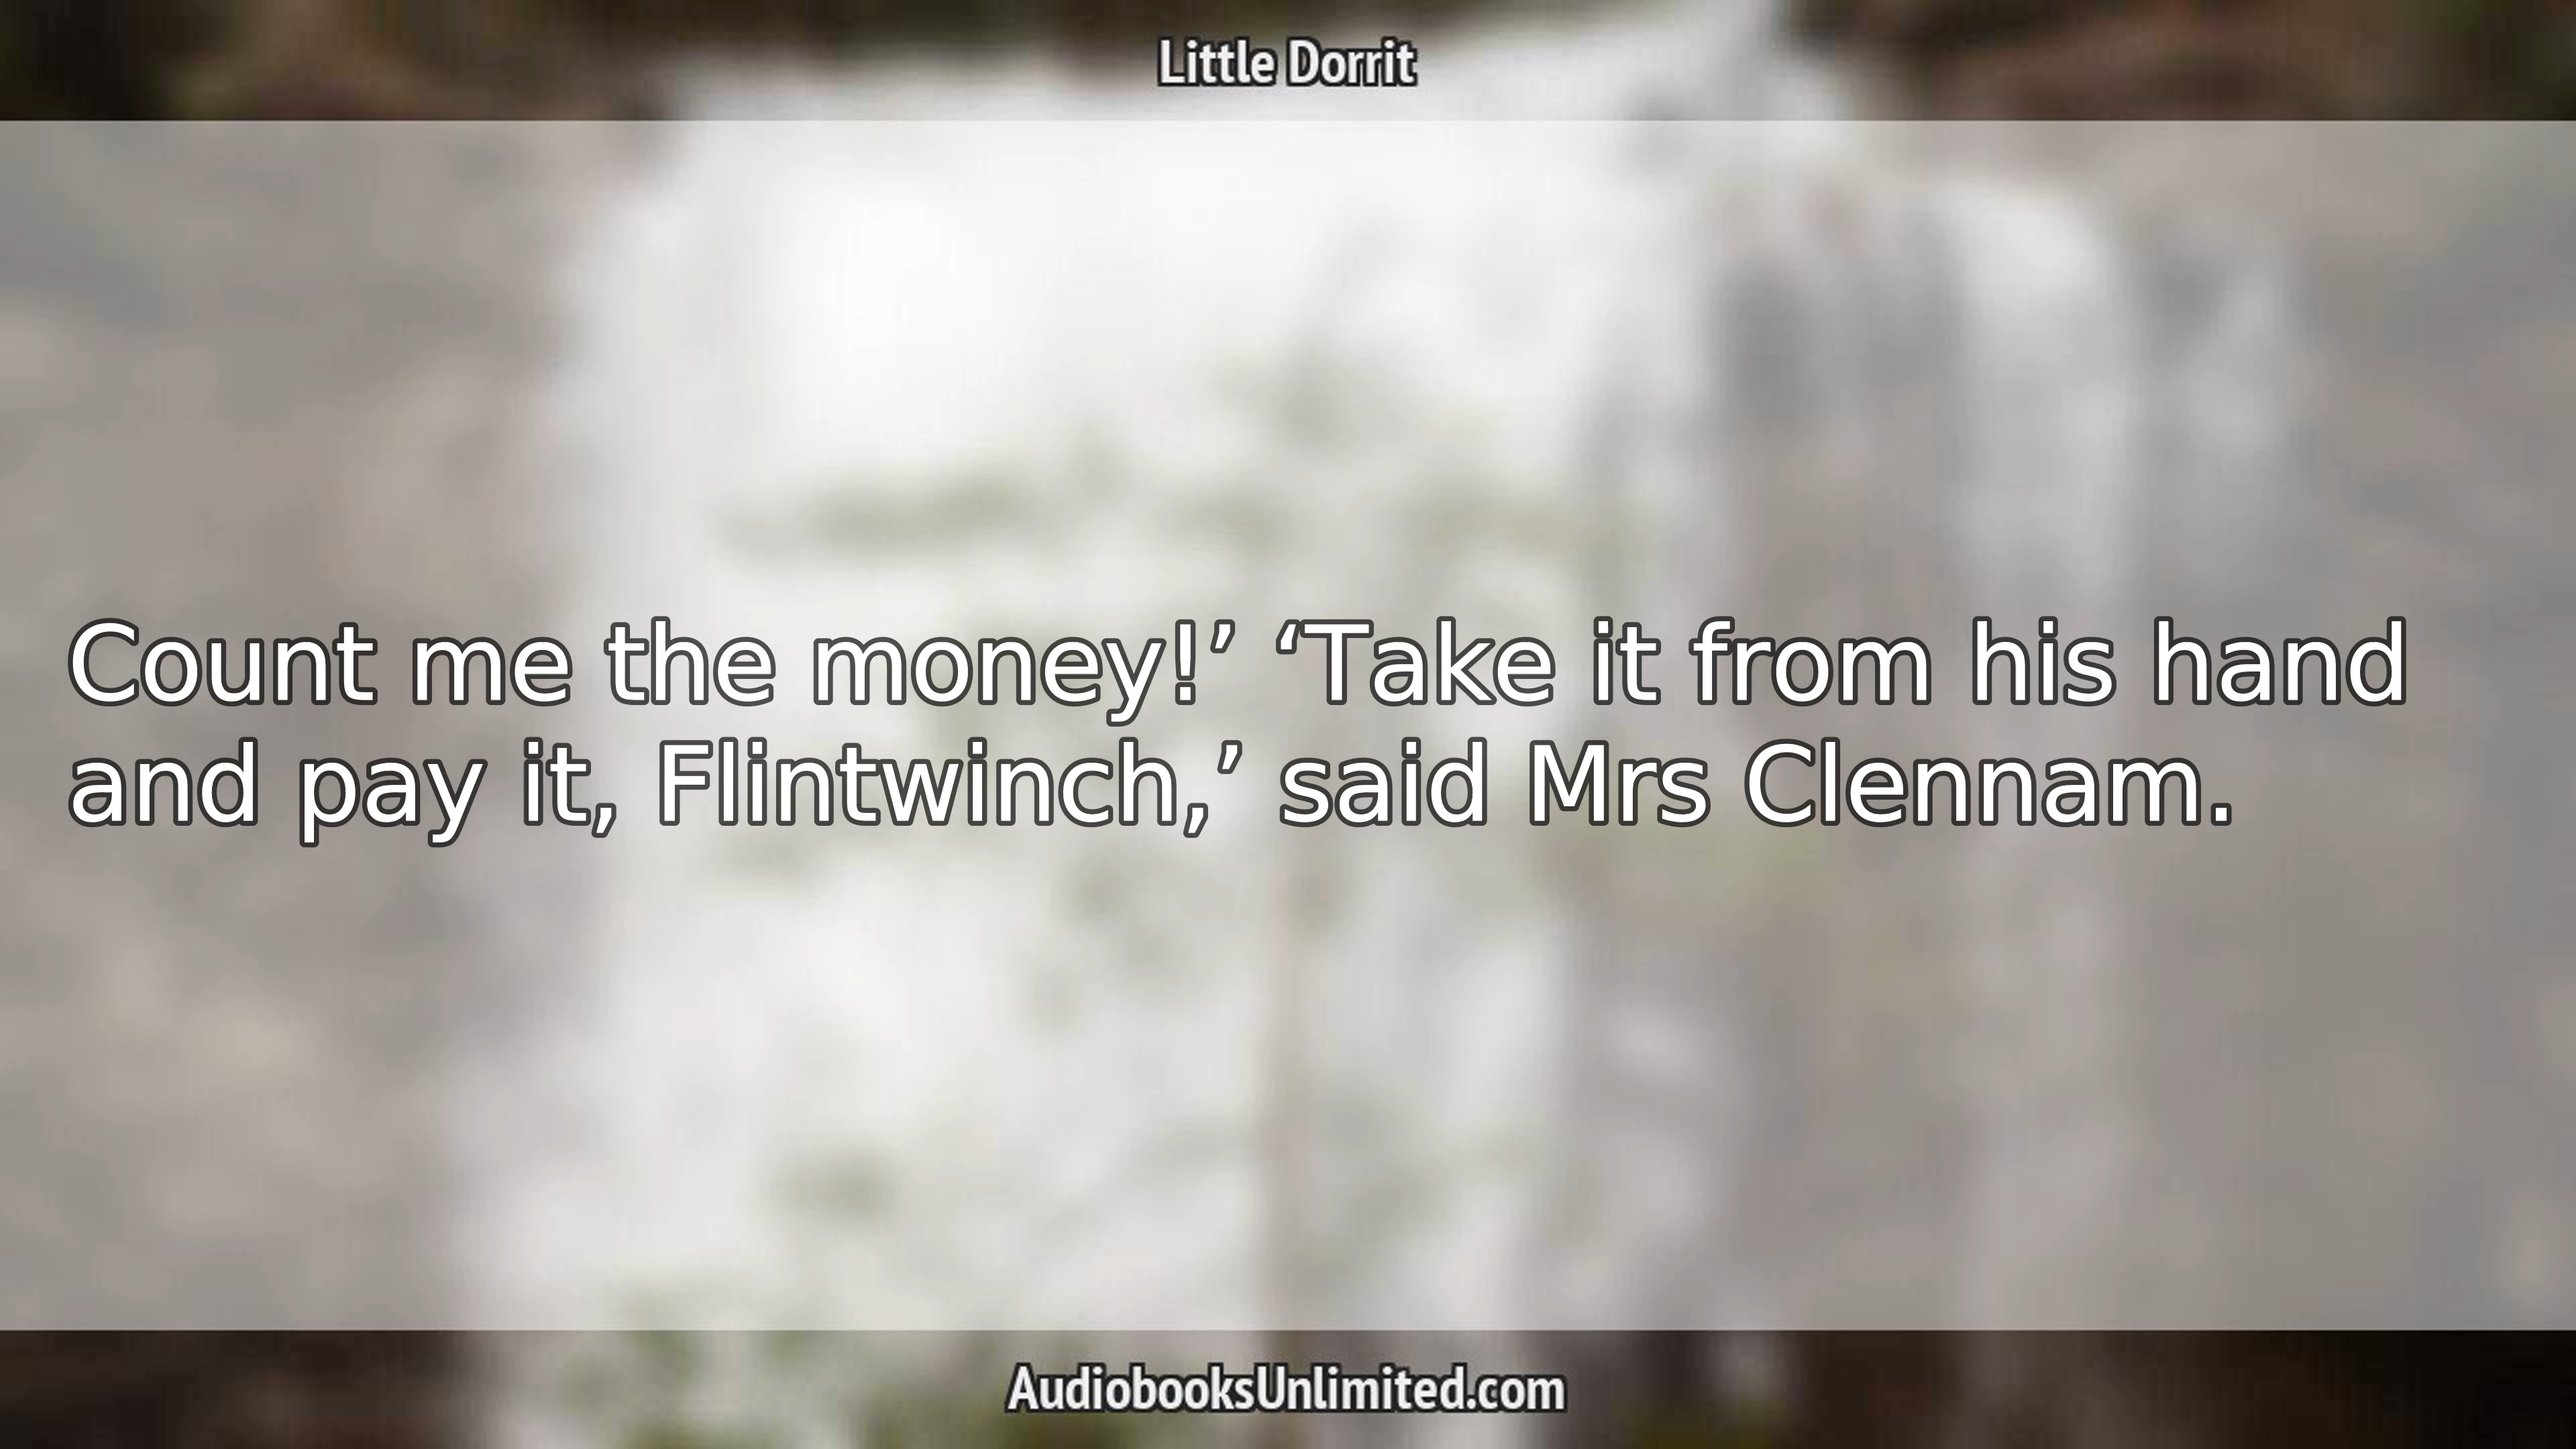 Little Dorrit
Count me the money!’ ‘Take it from his hand
and pay it, Flintwinch,’ said Mrs Clennam.
AudiobooksUnlimited.com